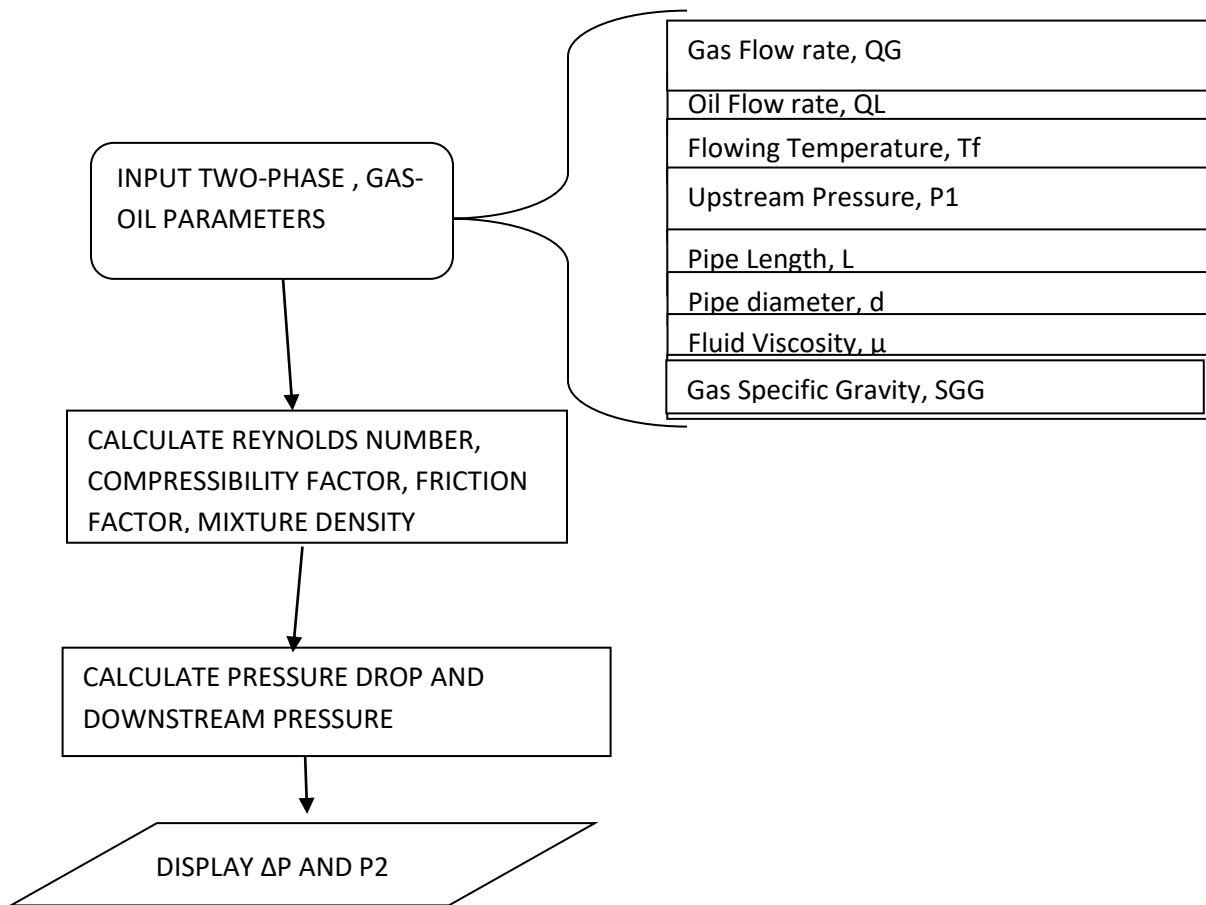 Gas Flow rate, QG
Oil Flow rate, QL
Flowing Temperature, Tf
Upstream Pressure, P1
Pipe Length, L
Pipe diameter, d
Fluid Viscosity, µ
Gas Specific Gravity, SGG
INPUT TWO-PHASE , GAS-
OIL PARAMETERS
CALCULATE REYNOLDS NUMBER,
COMPRESSIBILITY FACTOR, FRICTION
FACTOR, MIXTURE DENSITY
CALCULATE PRESSURE DROP AND
DOWNSTREAM PRESSURE
DISPLAY ΔP AND P2